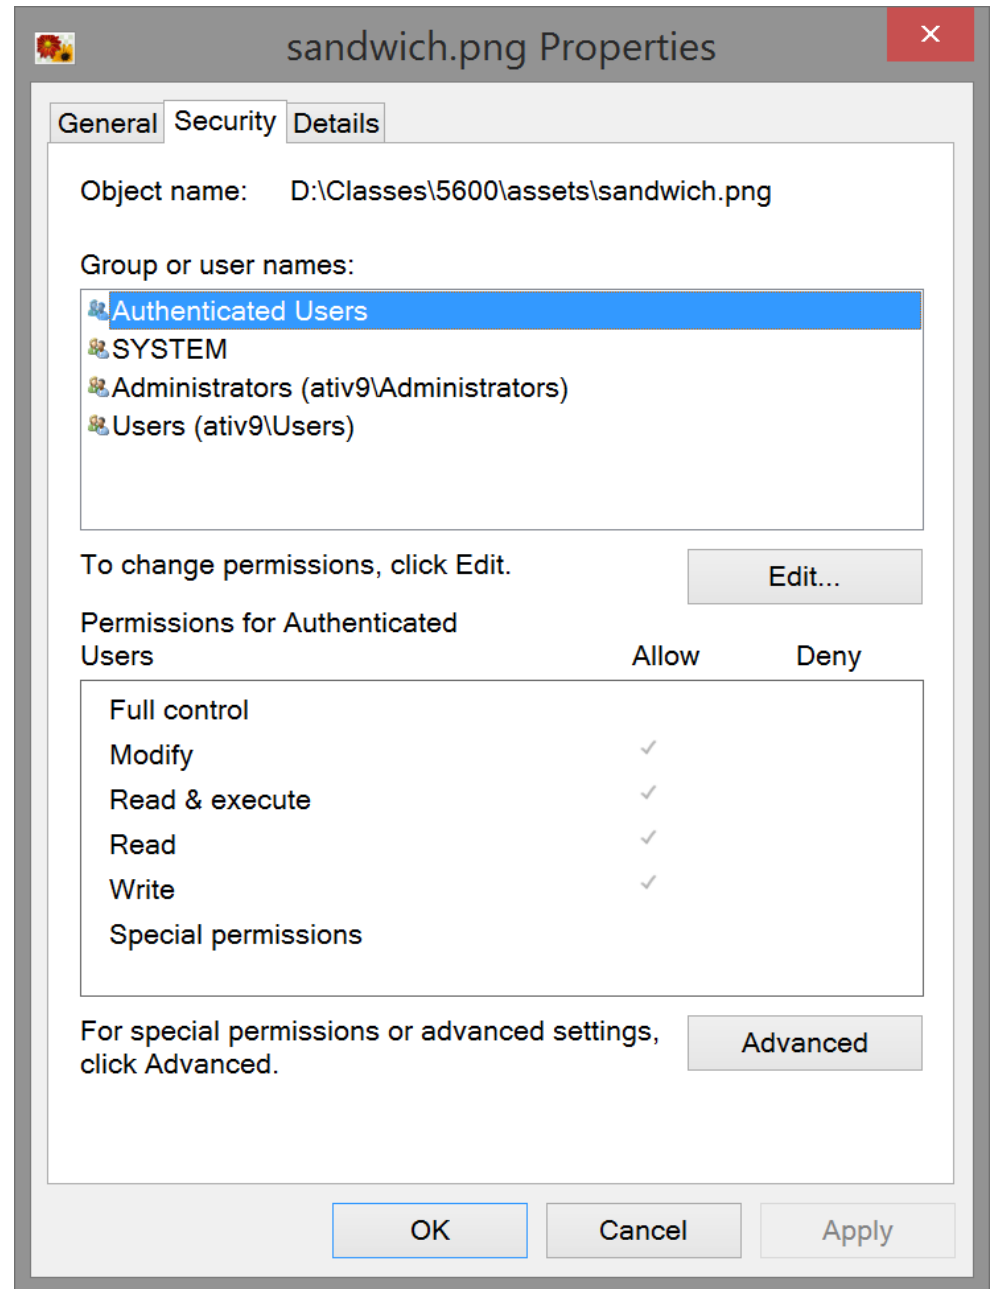 sandwich.png Properties
General Security Details
Object name: D:\Classes\5600\assets\sandwich.png
Group or user names:
Authenticated Users
SYSTEM
Administrators (ativ9\Administrators)
Users (ativ9\Users)
To change permissions, click Edit.
Edit...
Permissions for Authenticated
Users Allow Deny
Full control
Modify
Read & execute
Read
Write
Special permissions
For special permissions or advanced settings,
click Advanced.
Advanced
OK Cancel Apply